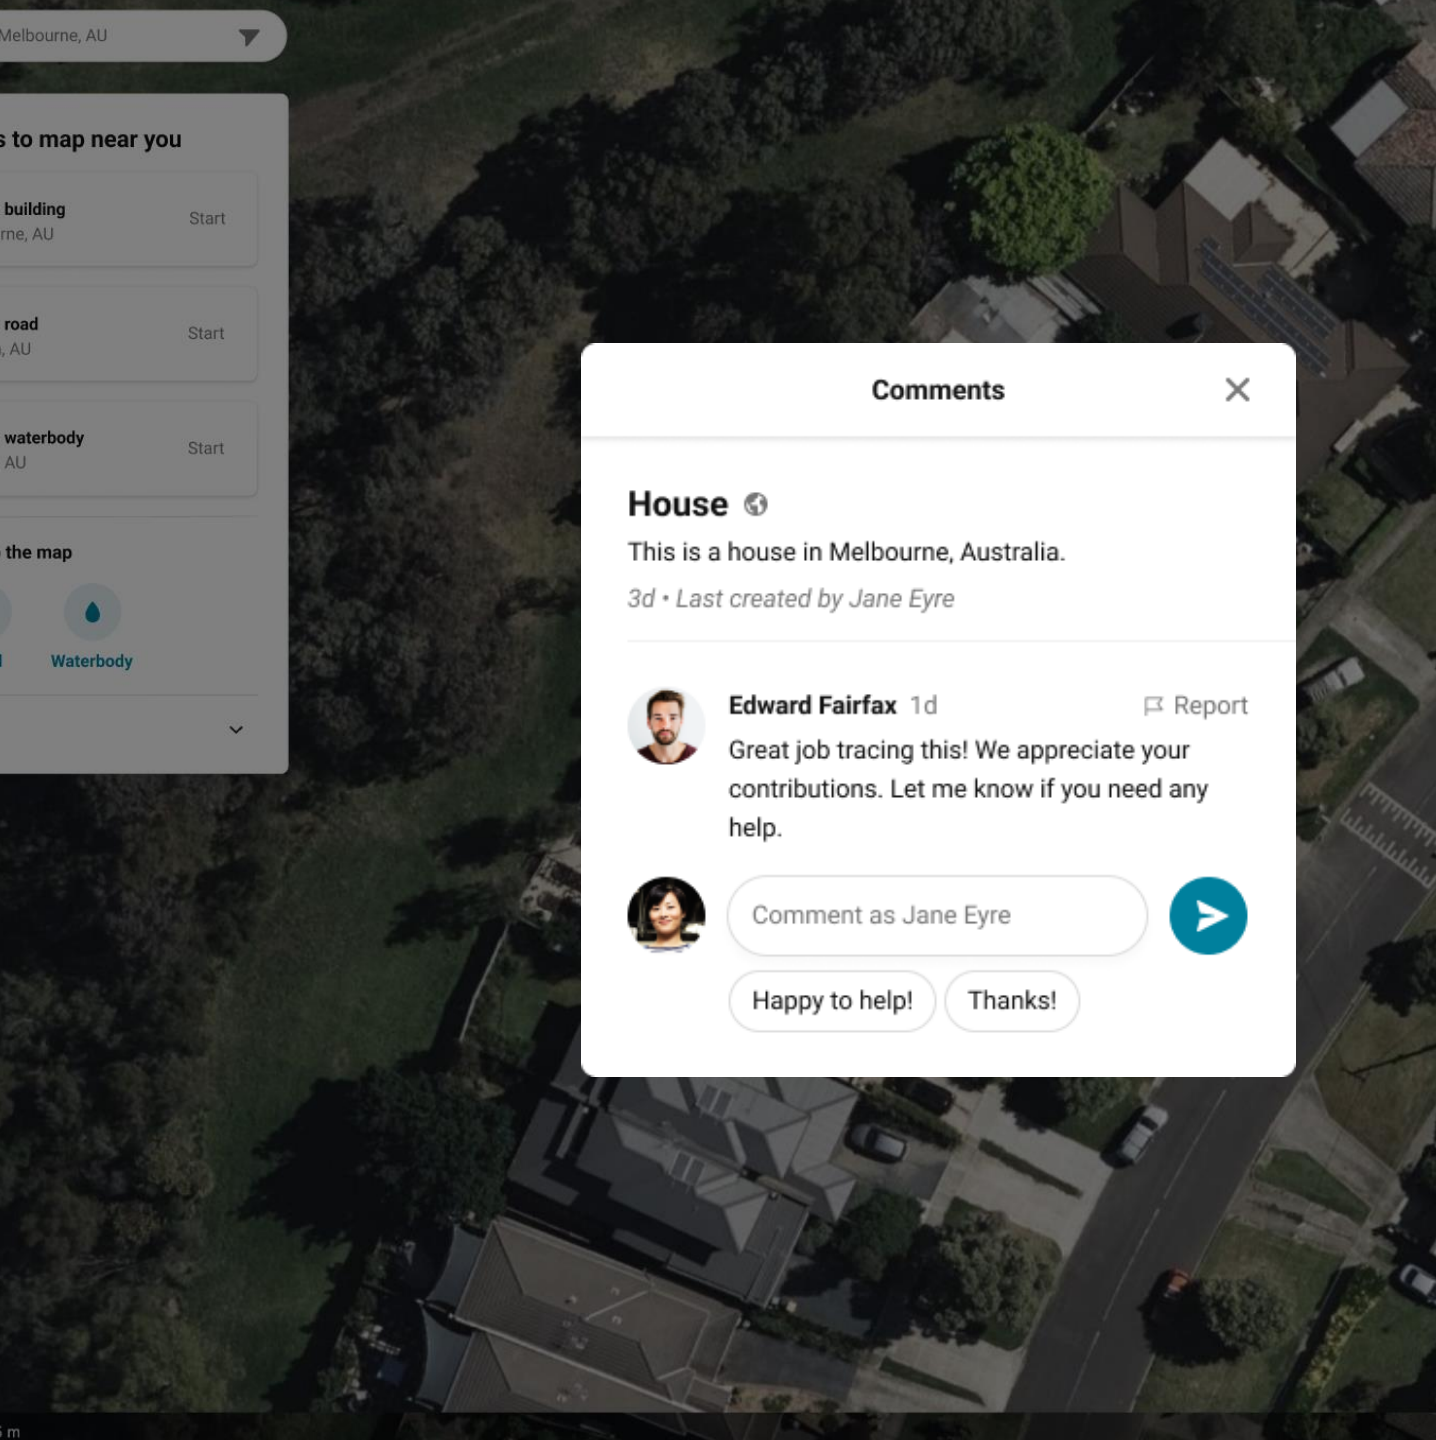 Melbourne, AU
to map near you
building
Start
rne, AU
road
Start
, AU
waterbody
Start
AU
the map
Waterbody
Comments
House
This is a house in Melbourne, Australia.
3d • Last created by Jane Eyre
Edward Fairfax 1d
Report
Great job tracing this! We appreciate your
contributions. Let me know if you need any
help.
Comment as Jane Eyre
Happy to help!
Thanks!
m